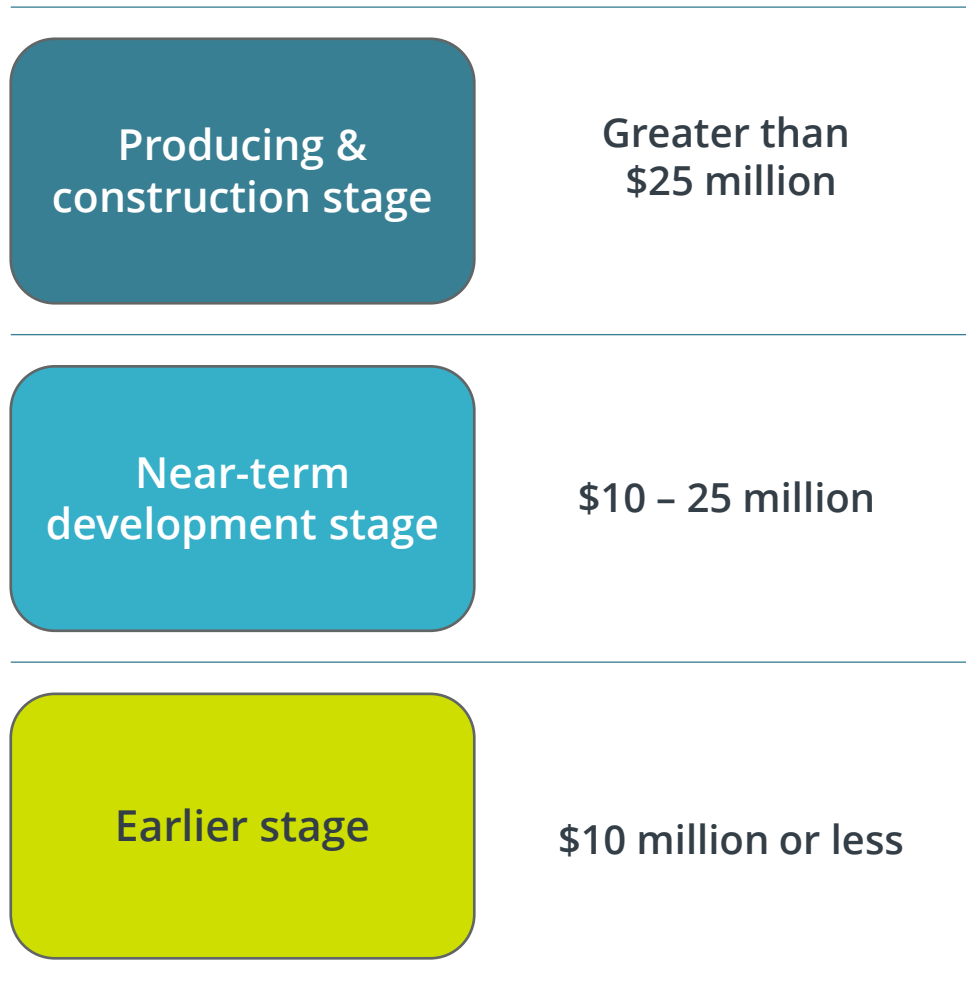 Producing &
construction stage
Greater than
$25 million
Near-term
development stage
$10 – 25 million
Earlier stage
$10 million or less